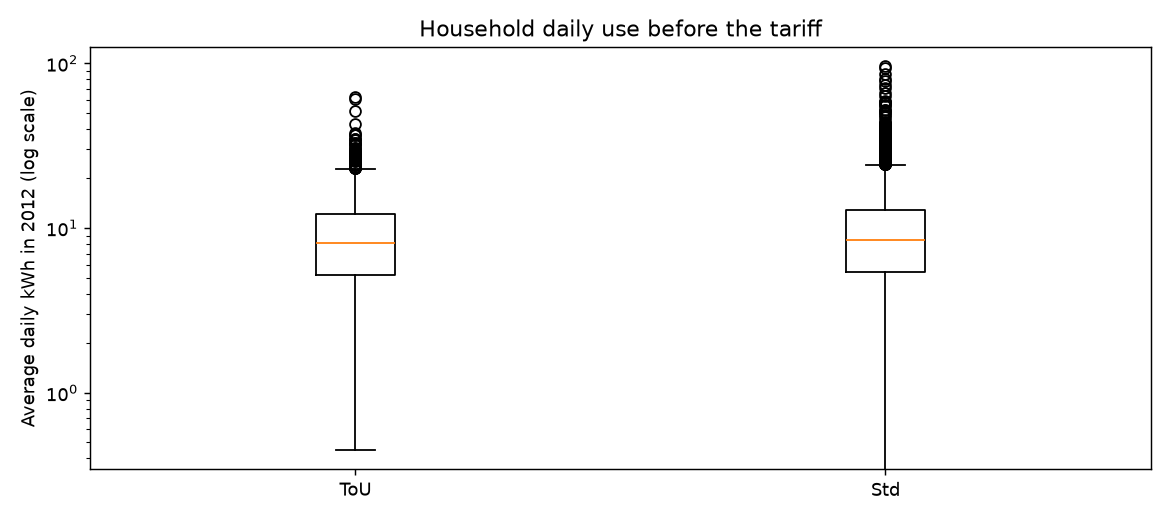 Household daily use before the tariff
Average daily kWh in 2012 (log scale)
10²
10¹
10⁰
ToU
Std